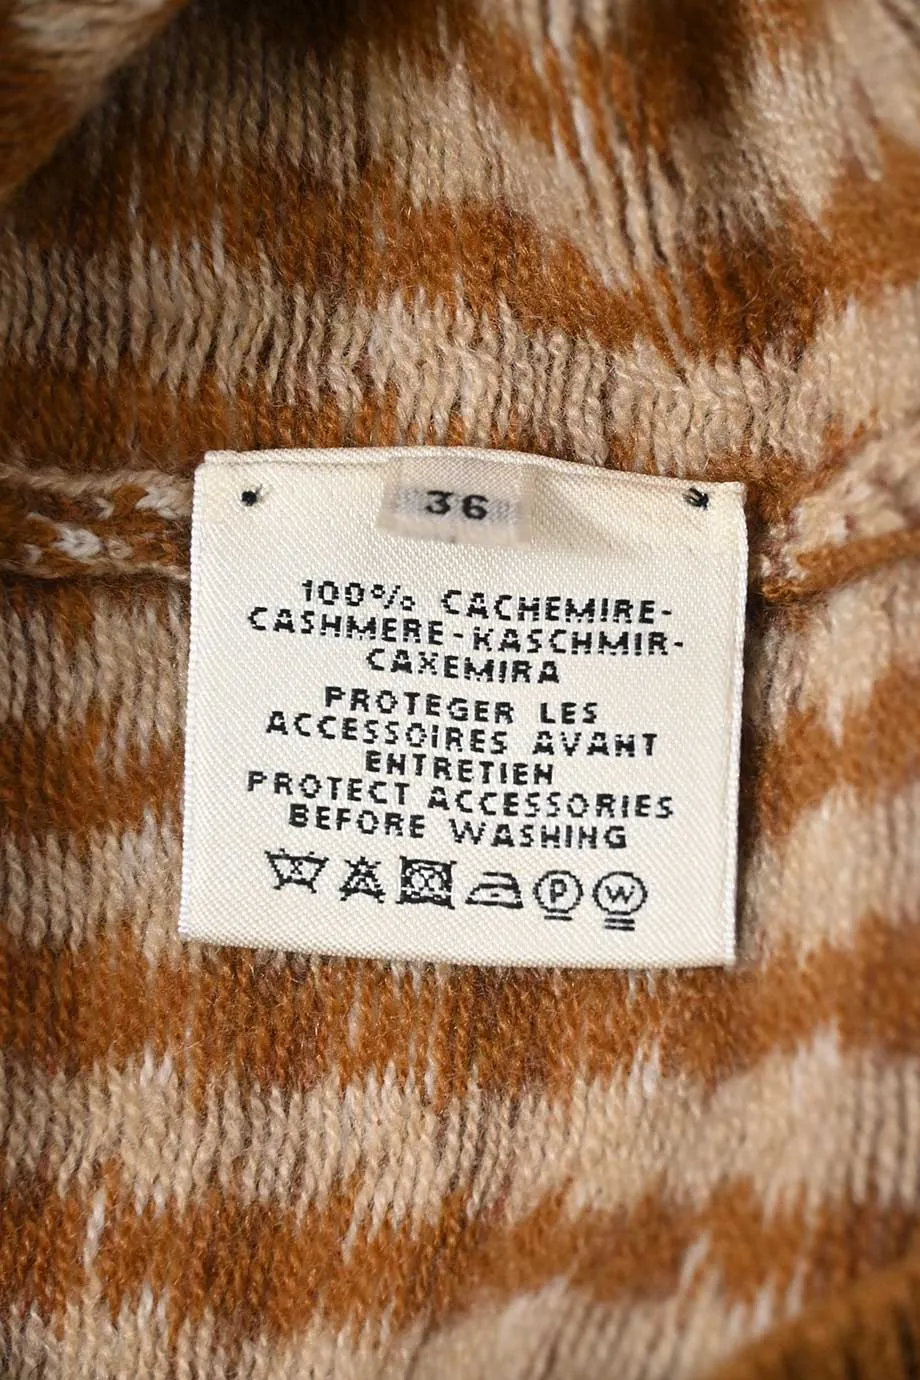 36
100% CACHEMIRE-
CASHMERE-KASCHMIR-
CAXEMIRA
PROTEGER LES
ACCESSOIRES AVANT
ENTRETIEN
PROTECT ACCESSORIES
BEFORE WASHING
P W